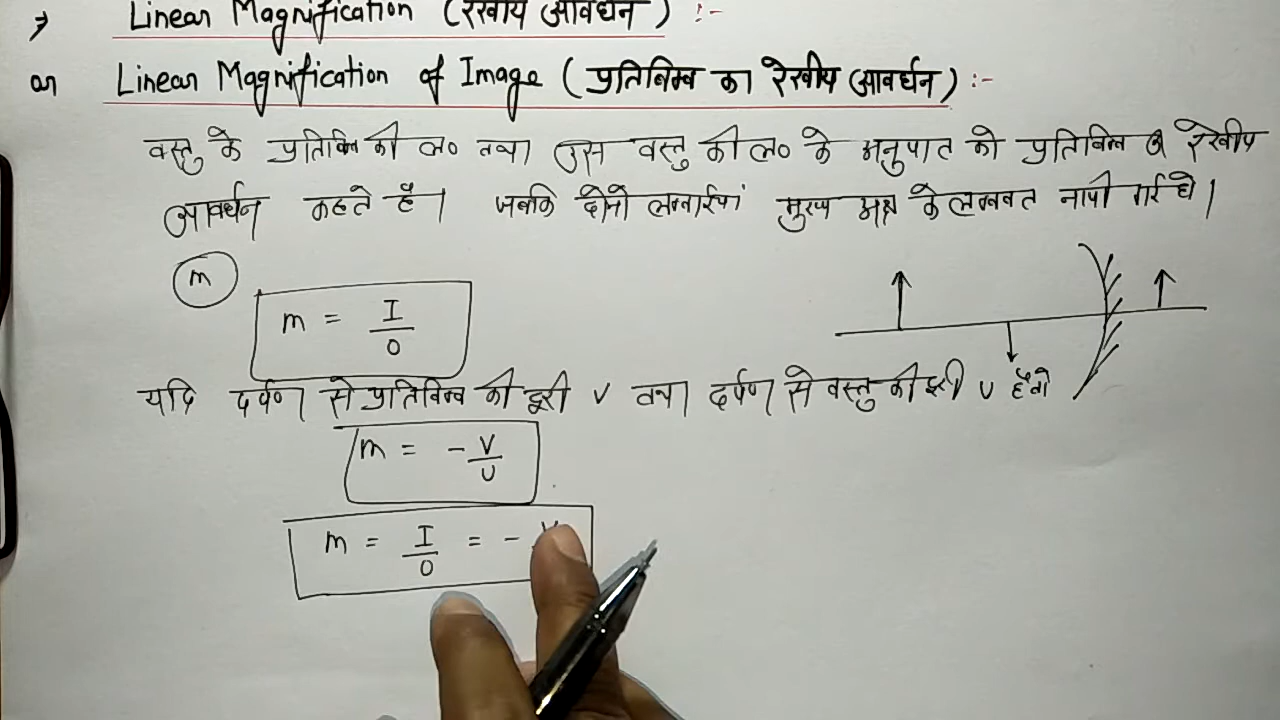 Linear Magnification (रेखीय आवर्धन) :-
or Linear Magnification of Image (प्रतिबिम्ब का रेखीय आवर्धन) :-
वस्तु के प्रतिबिम्ब की ल० तथा उस वस्तु की ल० के अनुपात को प्रतिबिम्ब का रेखीय
आवर्धन कहते हैं। जबकि दोनो लम्बाईयां मुख्य अक्ष के लम्बवत नापी गई हो।
m
m = I/O
यदि दर्पण से प्रतिबिम्ब की दूरी v तथा दर्पण से वस्तु की दूरी u है तो
m = - v/u
m = I/O = -